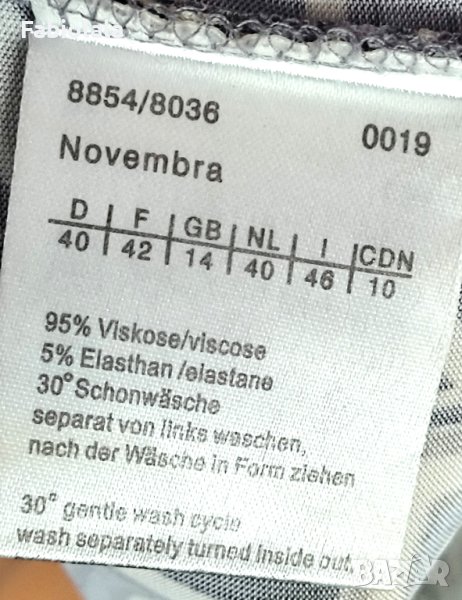 8854/8036 0019
Novembra
D F GB NL I CDN
40 42 14 40 46 10
95% Viskose/viscose
5% Elasthan/elastane
30° Schonwäsche
separat von links waschen,
nach der Wäsche in Form ziehen
30° gentle wash cycle
wash separately turned inside out,
bazar.bg